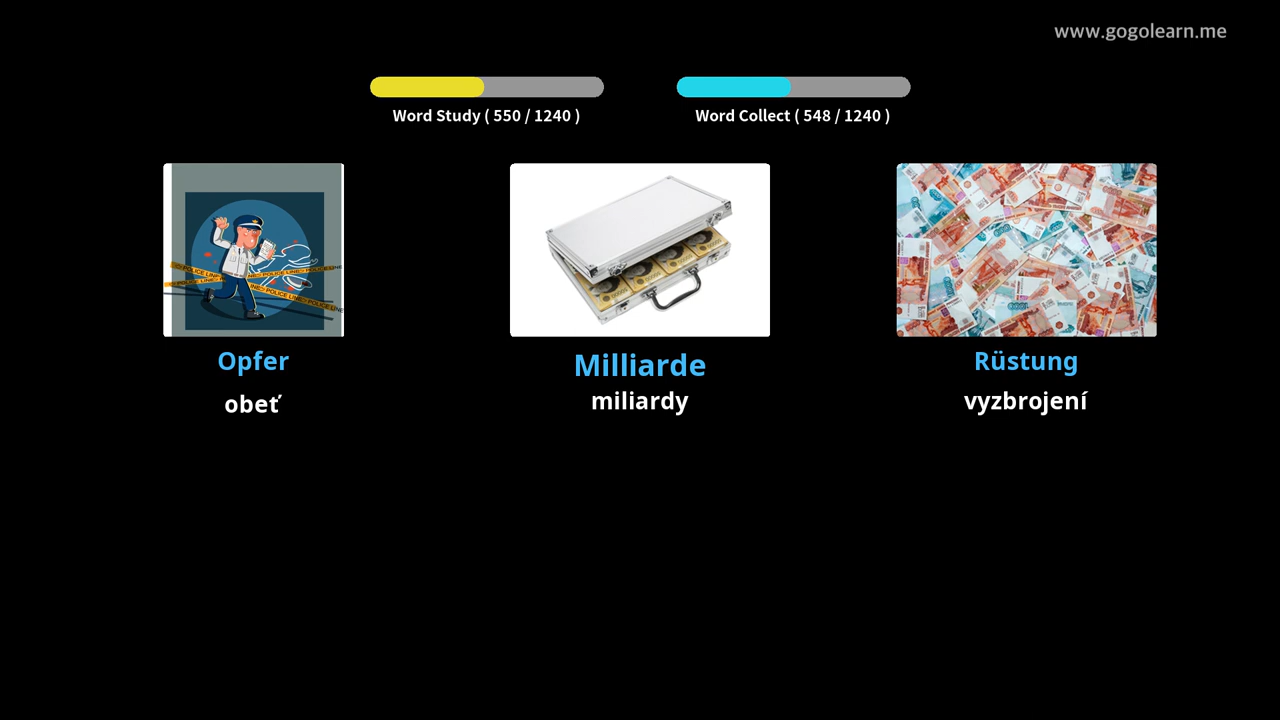 www.gogolearn.me
Word Study ( 550 / 1240 )
Word Collect ( 548 / 1240 )
Opfer
Milliarde
Rüstung
obeť
miliardy
vyzbrojení